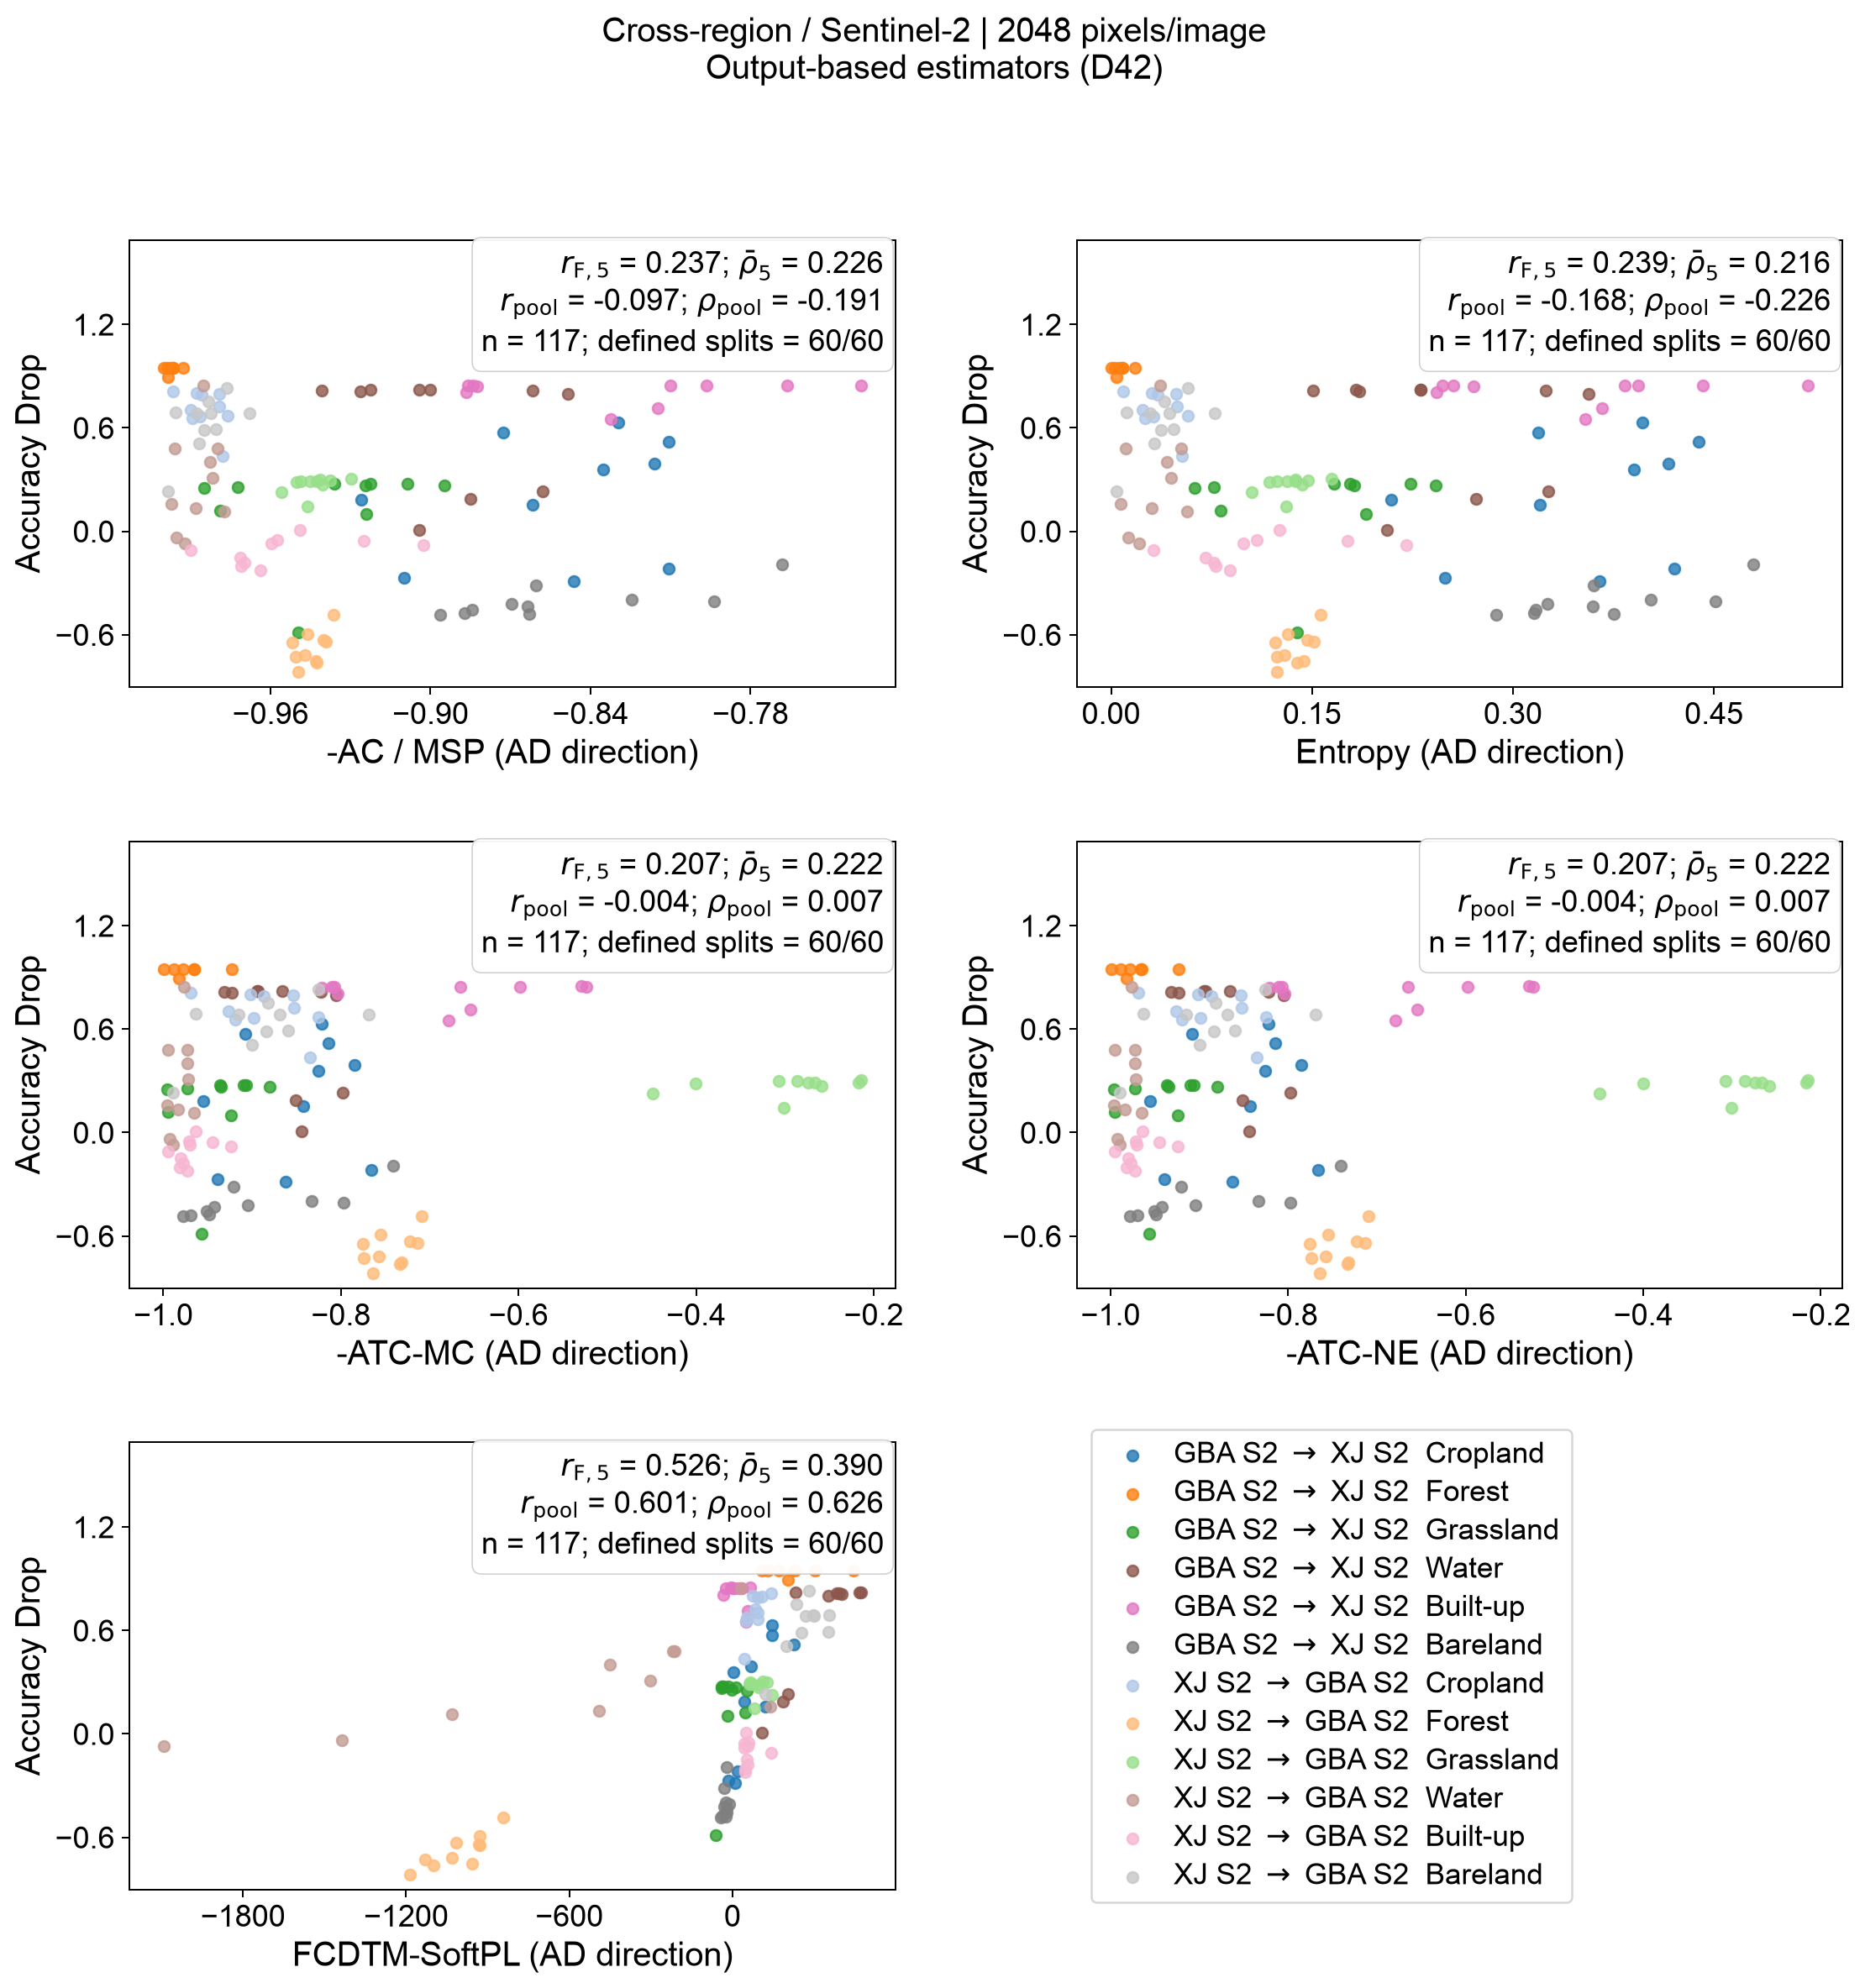 Cross-region / Sentinel-2 | 2048 pixels/image
Output-based estimators (D42)
r_F, 5 = 0.237; ρ̄_5 = 0.226
r_pool = -0.097; ρ_pool = -0.191
n = 117; defined splits = 60/60
Accuracy Drop
1.2
0.6
0.0
−0.6
−0.96 −0.90 −0.84 −0.78
-AC / MSP (AD direction)
r_F, 5 = 0.239; ρ̄_5 = 0.216
r_pool = -0.168; ρ_pool = -0.226
n = 117; defined splits = 60/60
Accuracy Drop
1.2
0.6
0.0
−0.6
0.00 0.15 0.30 0.45
Entropy (AD direction)
r_F, 5 = 0.207; ρ̄_5 = 0.222
r_pool = -0.004; ρ_pool = 0.007
n = 117; defined splits = 60/60
Accuracy Drop
1.2
0.6
0.0
−0.6
−1.0 −0.8 −0.6 −0.4 −0.2
-ATC-MC (AD direction)
r_F, 5 = 0.207; ρ̄_5 = 0.222
r_pool = -0.004; ρ_pool = 0.007
n = 117; defined splits = 60/60
Accuracy Drop
1.2
0.6
0.0
−0.6
−1.0 −0.8 −0.6 −0.4 −0.2
-ATC-NE (AD direction)
r_F, 5 = 0.526; ρ̄_5 = 0.390
r_pool = 0.601; ρ_pool = 0.626
n = 117; defined splits = 60/60
Accuracy Drop
1.2
0.6
0.0
−0.6
−1800 −1200 −600 0
FCDTM-SoftPL (AD direction)
GBA S2 → XJ S2 Cropland
GBA S2 → XJ S2 Forest
GBA S2 → XJ S2 Grassland
GBA S2 → XJ S2 Water
GBA S2 → XJ S2 Built-up
GBA S2 → XJ S2 Bareland
XJ S2 → GBA S2 Cropland
XJ S2 → GBA S2 Forest
XJ S2 → GBA S2 Grassland
XJ S2 → GBA S2 Water
XJ S2 → GBA S2 Built-up
XJ S2 → GBA S2 Bareland